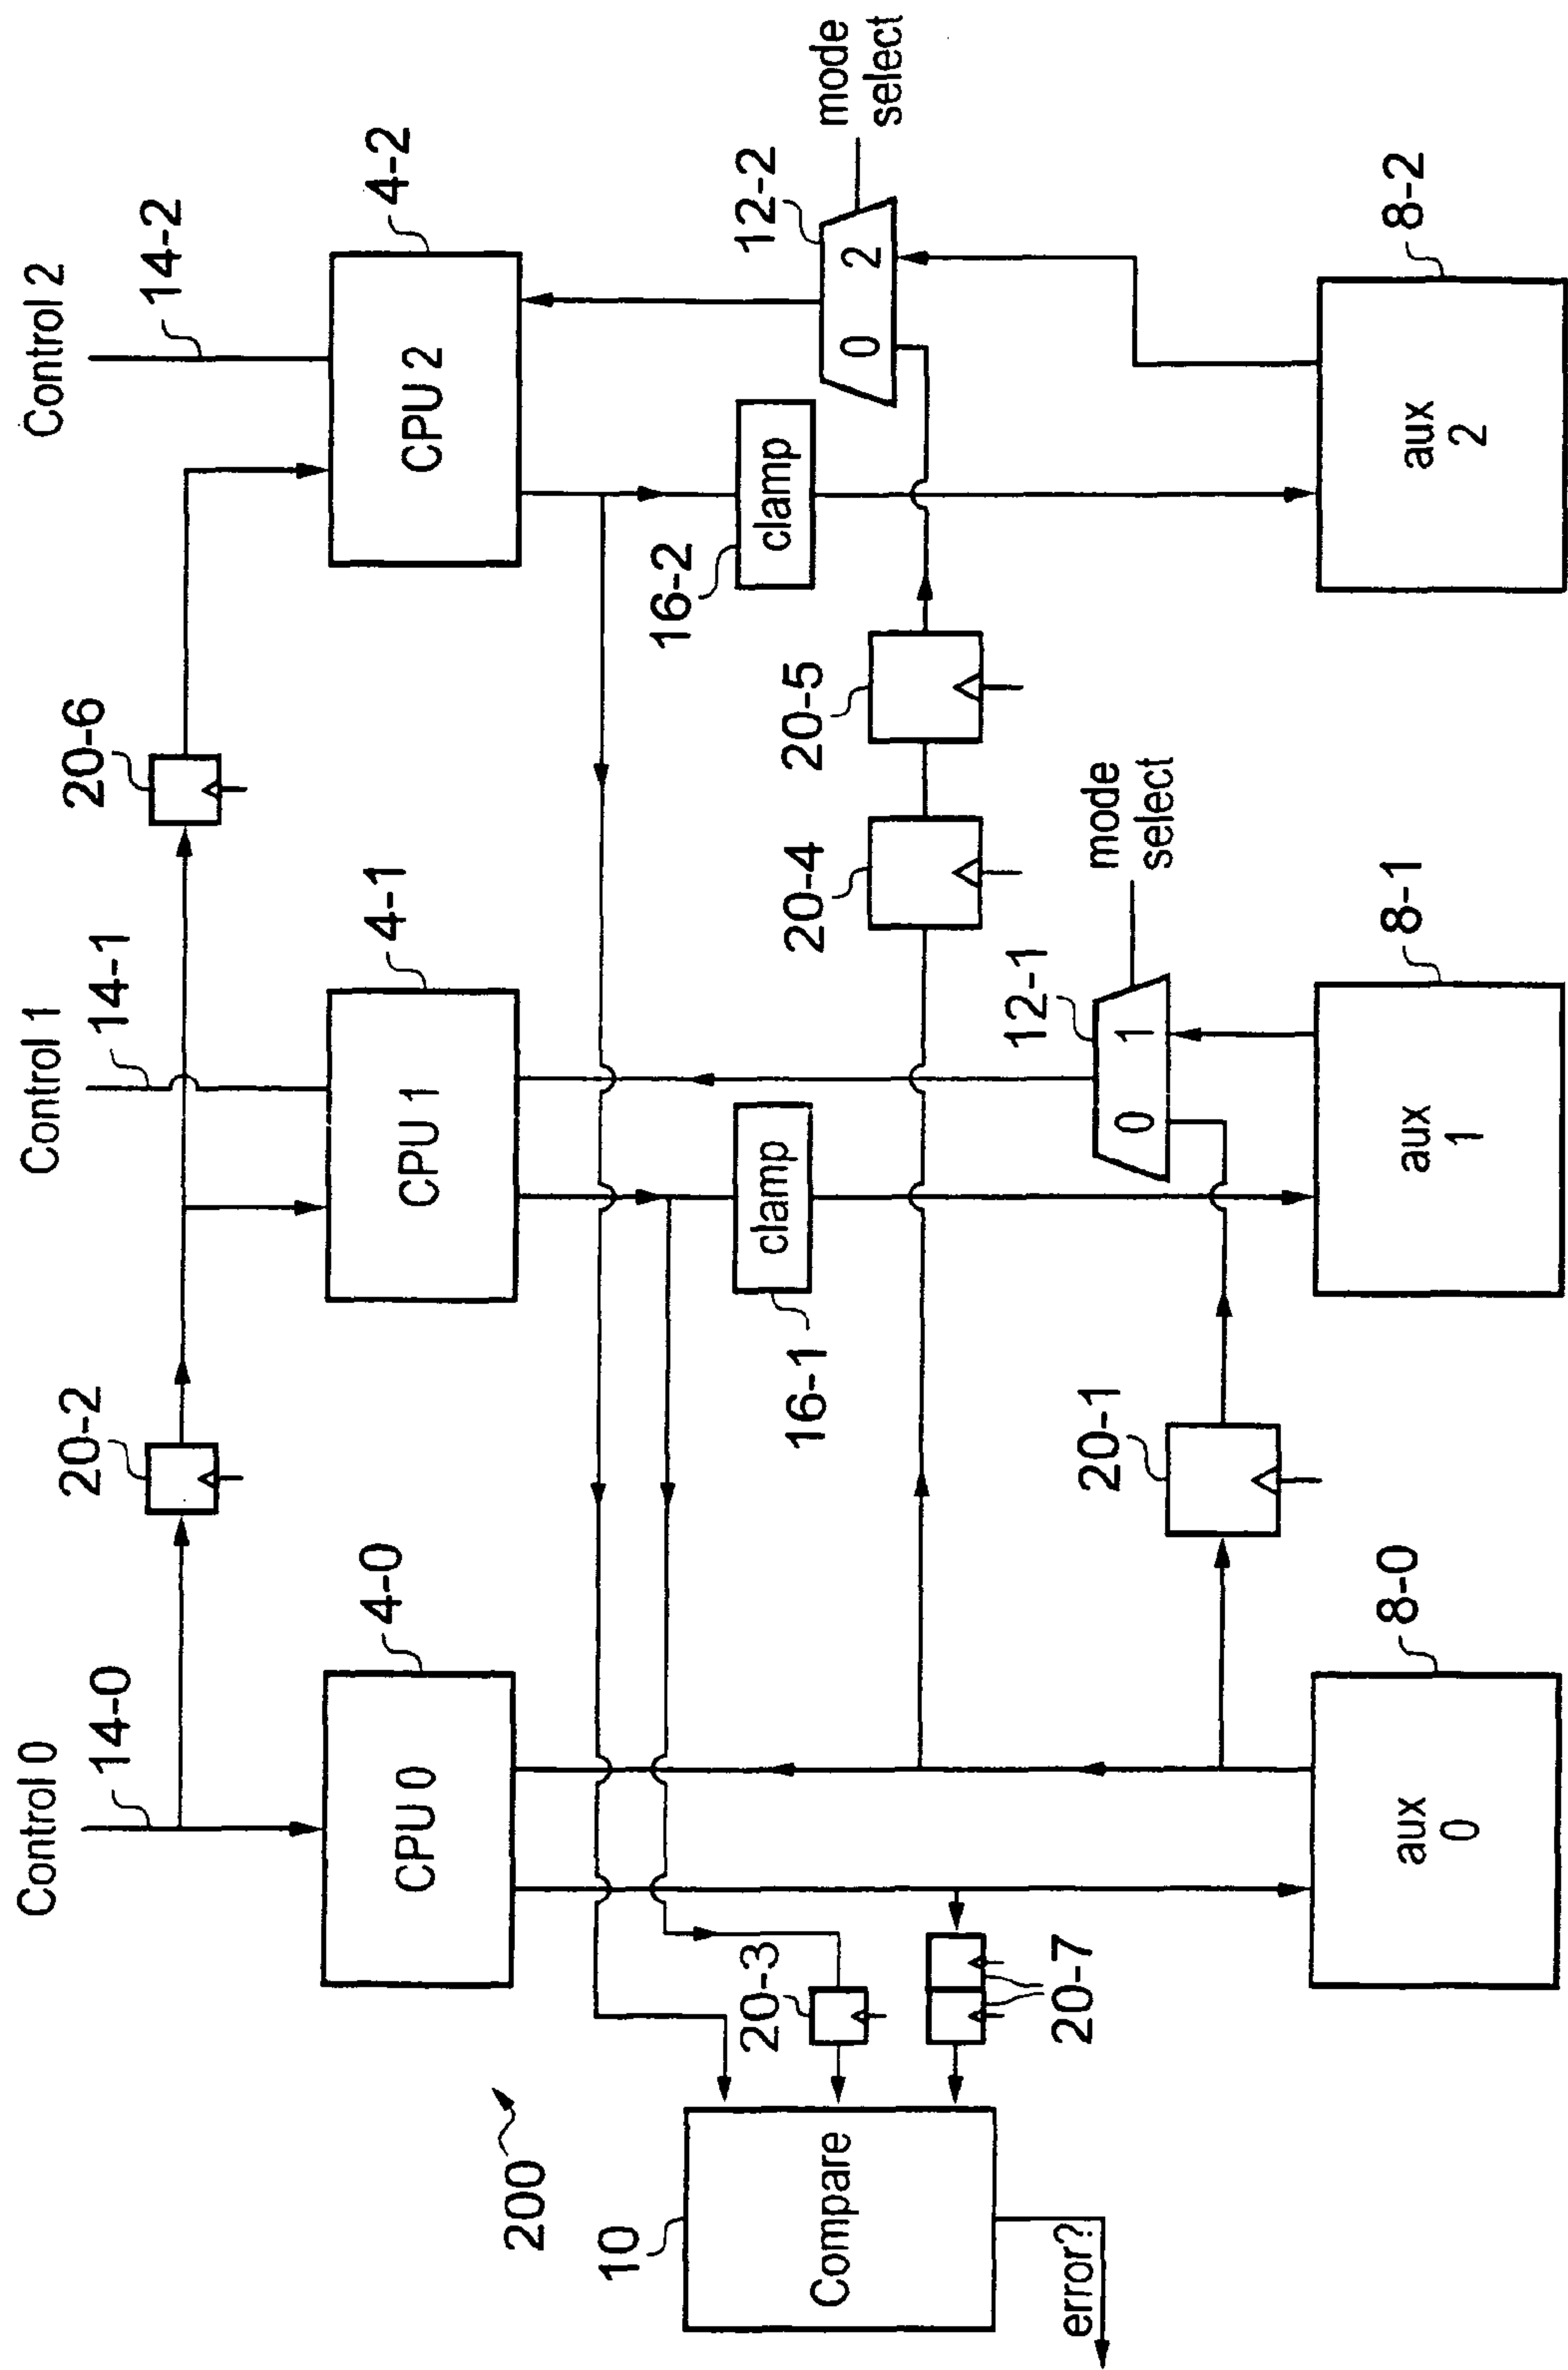 Control 0
14-0
20-2
Control 1
14-1
20-6
Control 2
14-2
CPU 0
4-0
CPU 1
4-1
CPU 2
4-2
200
10
Compare
error?
20-3
20-7
16-1
clamp
16-2
clamp
20-4
20-5
12-2
0 2
mode
select
20-1
12-1
0 1
mode
select
aux
0
8-0
aux
1
8-1
aux
2
8-2